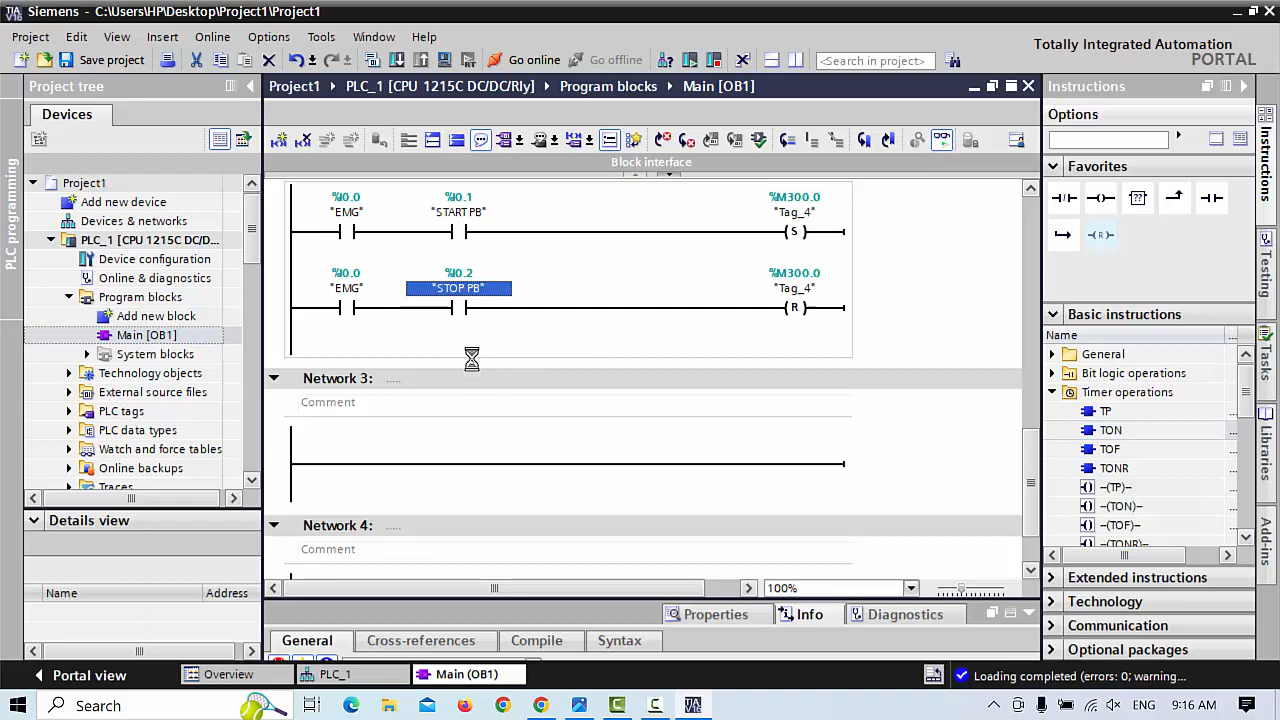 Siemens - C:\Users\HP\Desktop\Project1\Project1
Project Edit View Insert Online Options Tools Window Help
Totally Integrated Automation
PORTAL
Save project
Go online
Go offline
<Search in project>
Project tree
Project1 PLC_1 [CPU 1215C DC/DC/Rly] Program blocks Main [OB1]
Instructions
Devices
Options
PLC programming
Block interface
Favorites
Project1
Add new device
Devices & networks
PLC_1 [CPU 1215C DC/D...
Device configuration
Online & diagnostics
Program blocks
Add new block
Main [OB1]
System blocks
Technology objects
External source files
PLC tags
PLC data types
Watch and force tables
Online backups
Traces
%I0.0 %I0.1 %M300.0
"EMG" "START PB" "Tag_4"
S
%I0.0 %I0.2 %M300.0
"EMG" "STOP PB" "Tag_4"
R
Network 3: .....
Comment
Network 4: .....
Comment
??
R
Basic instructions
Name ...
General
Bit logic operations
Timer operations
TP ...
TON ...
TOF ...
TONR ...
-(TP)- ...
-(TON)- ...
-(TOF)- ...
-(TONR)-
Extended instructions
Technology
Communication
Optional packages
Instructions
Testing
Tasks
Libraries
Add-ins
Details view
Name Address
100%
Properties Info Diagnostics
General Cross-references Compile Syntax
Portal view Overview PLC_1 Main (OB1) Loading completed (errors: 0; warning...
Search
ENG 9:16 AM